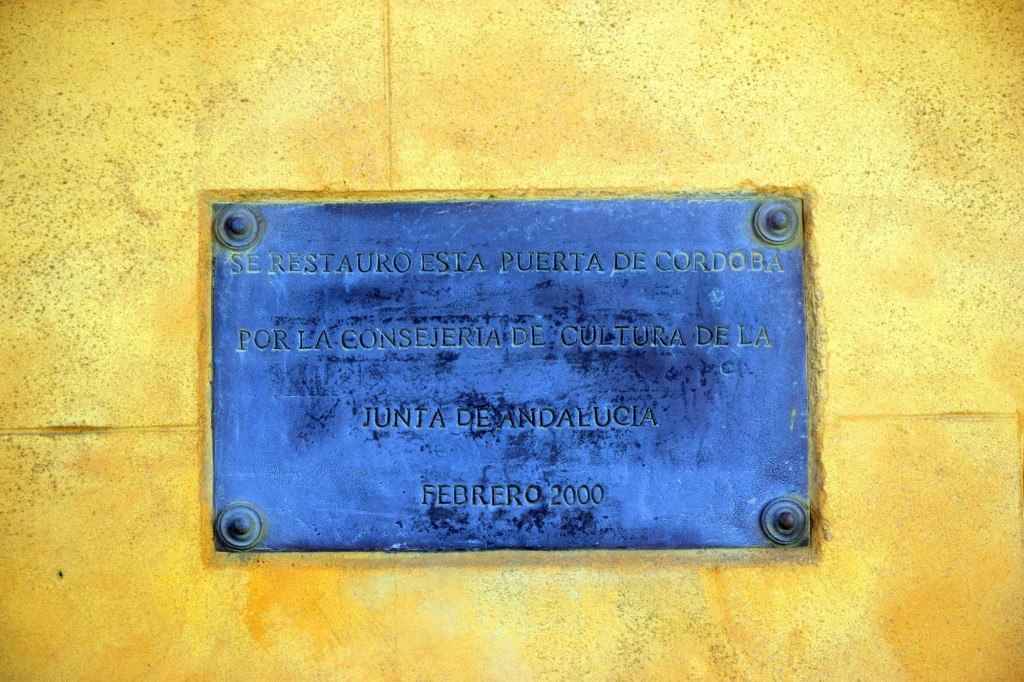 SE RESTAURO ESTA PUERTA DE CORDOBA
POR LA CONSEJERIA DE CULTURA DE LA
JUNTA DE ANDALUCIA
FEBRERO 2000